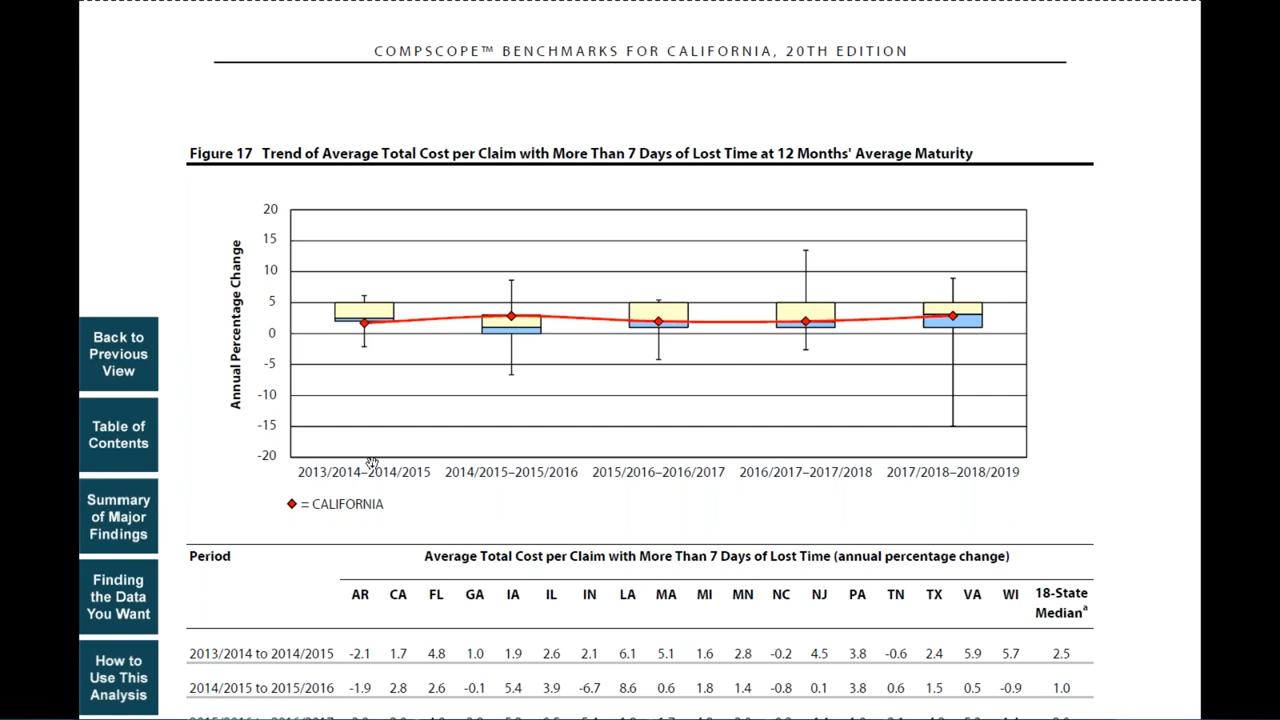 COMPSCOPE™ BENCHMARKS FOR CALIFORNIA, 20TH EDITION
Figure 17 Trend of Average Total Cost per Claim with More Than 7 Days of Lost Time at 12 Months' Average Maturity
Annual Percentage Change
20
15
10
5
0
-5
-10
-15
-20
2013/2014–2014/2015 2014/2015–2015/2016 2015/2016–2016/2017 2016/2017–2017/2018 2017/2018–2018/2019
= CALIFORNIA
Back to
Previous
View
Table of
Contents
Summary
of Major
Findings
Finding
the Data
You Want
How to
Use This
Analysis
Period Average Total Cost per Claim with More Than 7 Days of Lost Time (annual percentage change)
AR CA FL GA IA IL IN LA MA MI MN NC NJ PA TN TX VA WI 18-State
Medianᵃ
2013/2014 to 2014/2015 -2.1 1.7 4.8 1.0 1.9 2.6 2.1 6.1 5.1 1.6 2.8 -0.2 4.5 3.8 -0.6 2.4 5.9 5.7 2.5
2014/2015 to 2015/2016 -1.9 2.8 2.6 -0.1 5.4 3.9 -6.7 8.6 0.6 1.8 1.4 -0.8 0.1 3.8 0.6 1.5 0.5 -0.9 1.0